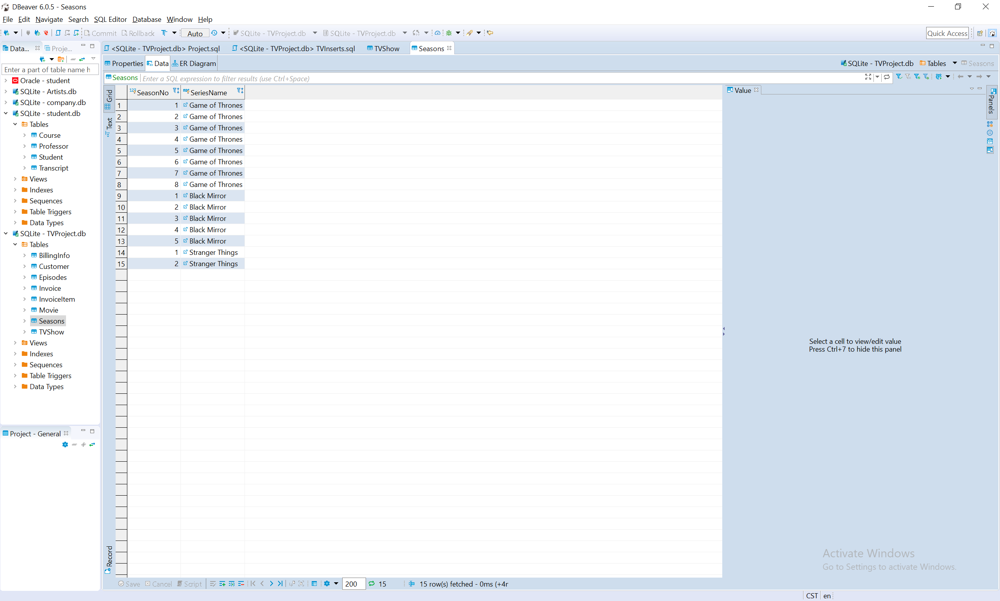 DBeaver 6.0.5 - Seasons
File Edit Navigate Search SQL Editor Database Window Help
Commit Rollback Auto SQLite - TVProject.db SQLite - TVProject.db Quick Access
Data... Proje...
<SQLite - TVProject.db> Project.sql <SQLite - TVProject.db> TVInserts.sql TVShow Seasons
Enter a part of table name h
Oracle - student
SQLite - Artists.db
SQLite - company.db
SQLite - student.db
Tables
Course
Professor
Student
Transcript
Views
Indexes
Sequences
Table Triggers
Data Types
SQLite - TVProject.db
Tables
BillingInfo
Customer
Episodes
Invoice
InvoiceItem
Movie
Seasons
TVShow
Views
Indexes
Sequences
Table Triggers
Data Types
Project - General
Properties Data ER Diagram SQLite - TVProject.db Tables Seasons
Seasons Enter a SQL expression to filter results (use Ctrl+Space)
Grid
Text
Record
123 SeasonNo ABC SeriesName
1 1 Game of Thrones
2 2 Game of Thrones
3 3 Game of Thrones
4 4 Game of Thrones
5 5 Game of Thrones
6 6 Game of Thrones
7 7 Game of Thrones
8 8 Game of Thrones
9 1 Black Mirror
10 2 Black Mirror
11 3 Black Mirror
12 4 Black Mirror
13 5 Black Mirror
14 1 Stranger Things
15 2 Stranger Things
Value
Panels
Select a cell to view/edit value
Press Ctrl+7 to hide this panel
Activate Windows
Go to Settings to activate Windows.
Save Cancel Script 200 15 15 row(s) fetched - 0ms (+4r
CST en